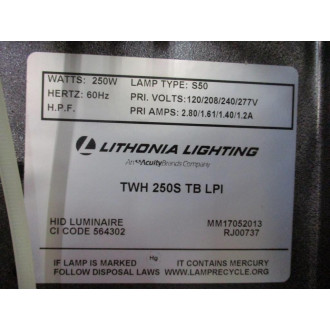 WATTS: 250W LAMP TYPE: S50
HERTZ: 60Hz PRI. VOLTS:120/208/240/277V
H.P.F. PRI AMPS: 2.80/1.61/1.40/1.2A
LITHONIA LIGHTING
An AcuityBrands Company
TWH 250S TB LPI
HID LUMINAIRE MM17052013
CI CODE 564302 RJ00737
IF LAMP IS MARKED Hg IT CONTAINS MERCURY
FOLLOW DISPOSAL LAWS WWW.LAMPRECYCLE.ORG